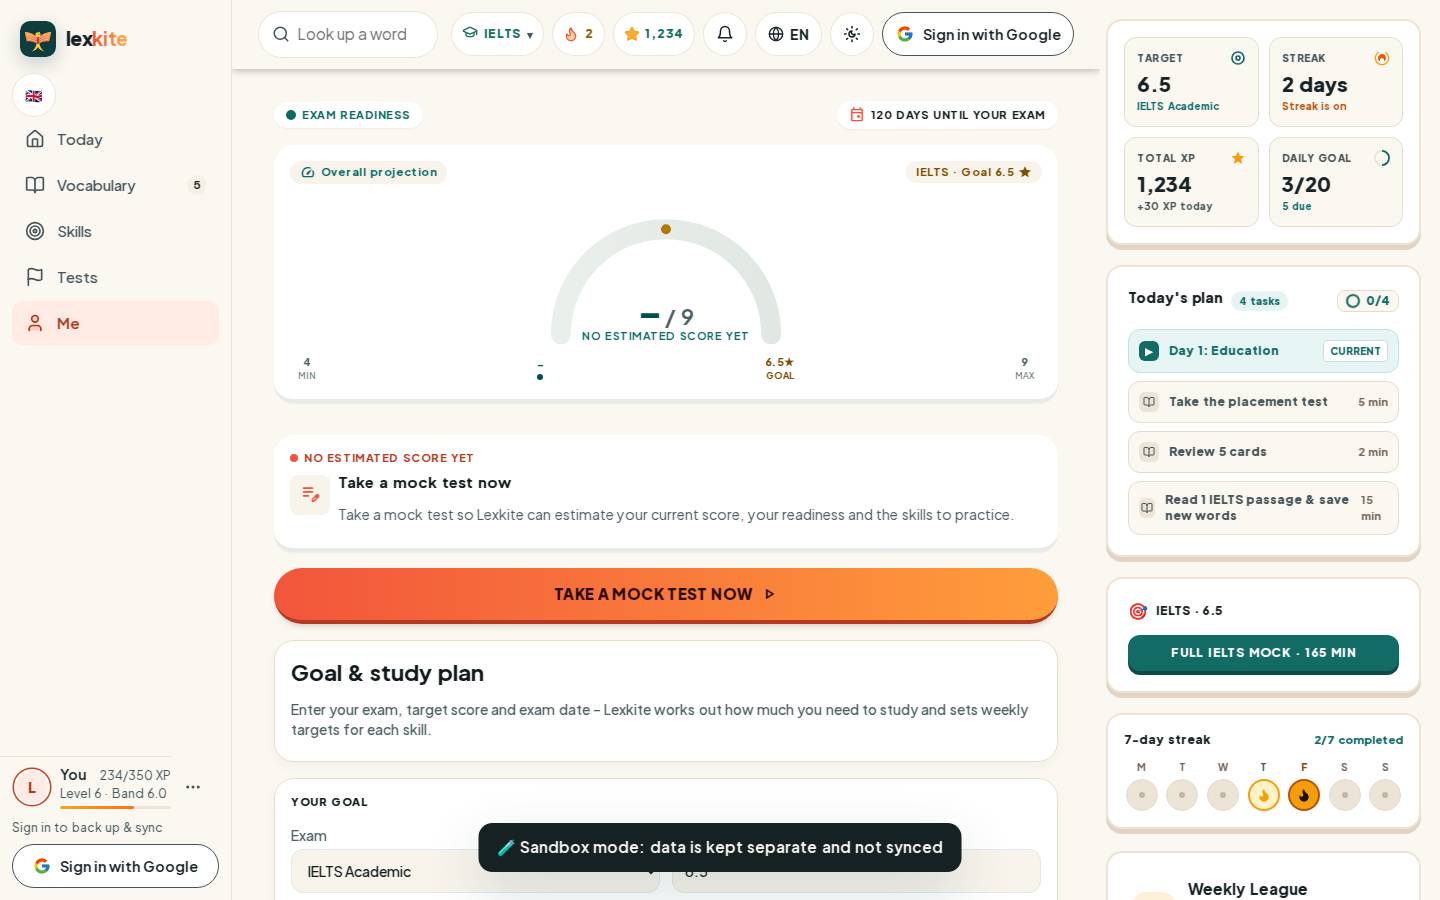 lexkite
Today
Vocabulary 5
Skills
Tests
Me
L
You 234/350 XP
Level 6 · Band 6.0
Sign in to back up & sync
Sign in with Google
Look up a word
IELTS ▾
2
1,234
EN
Sign in with Google
EXAM READINESS
120 DAYS UNTIL YOUR EXAM
Overall projection
IELTS · Goal 6.5 ★
– / 9
NO ESTIMATED SCORE YET
4
MIN
–
6.5★
GOAL
9
MAX
NO ESTIMATED SCORE YET
Take a mock test now
Take a mock test so Lexkite can estimate your current score, your readiness and the skills to practice.
TAKE A MOCK TEST NOW
Goal & study plan
Enter your exam, target score and exam date – Lexkite works out how much you need to study and sets weekly
targets for each skill.
YOUR GOAL
Exam
IELTS Academic
6.5
🧪 Sandbox mode: data is kept separate and not synced
TARGET
6.5
IELTS Academic
STREAK
2 days
Streak is on
TOTAL XP
1,234
+30 XP today
DAILY GOAL
3/20
5 due
Today's plan 4 tasks 0/4
Day 1: Education CURRENT
Take the placement test 5 min
Review 5 cards 2 min
Read 1 IELTS passage & save 15
new words min
IELTS · 6.5
FULL IELTS MOCK · 165 MIN
7-day streak 2/7 completed
M T W T F S S
Weekly League